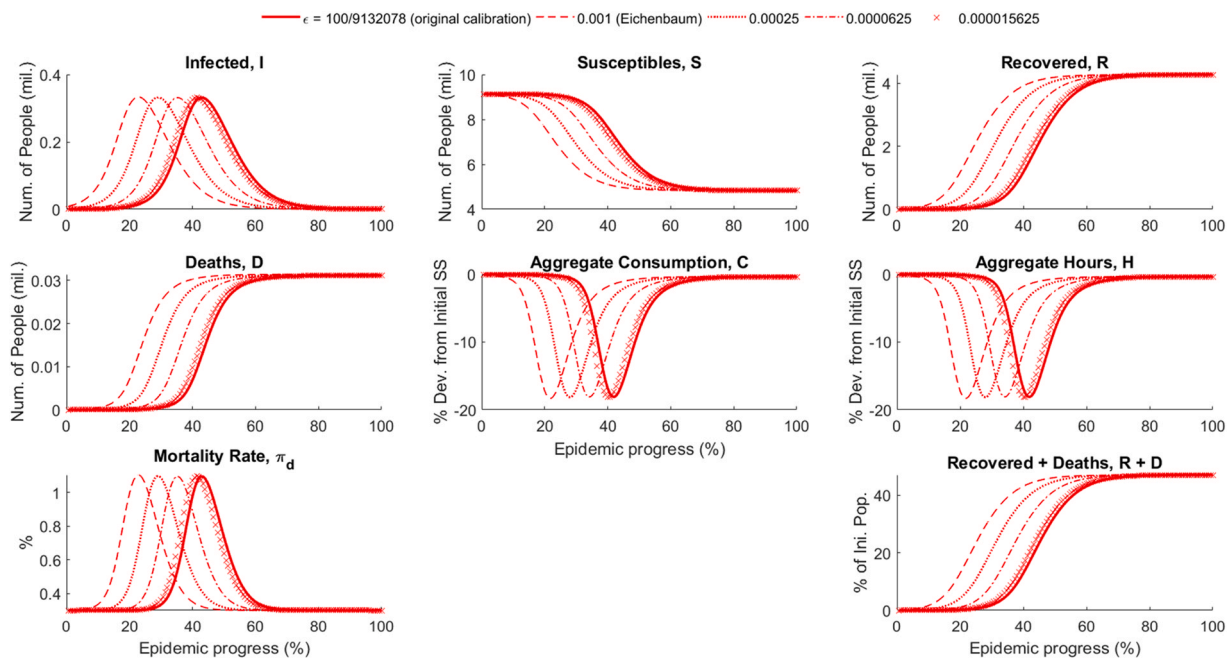 ϵ = 100/9132078 (original calibration) 0.001 (Eichenbaum) 0.00025 0.0000625 0.000015625
Infected, I
Num. of People (mil.)
0.4
0.2
0
0 20 40 60 80 100
Susceptibles, S
Num. of People (mil.)
10
8
6
4
0 20 40 60 80 100
Recovered, R
Num. of People (mil.)
4
2
0
0 20 40 60 80 100
Deaths, D
Num. of People (mil.)
0.03
0.02
0.01
0
0 20 40 60 80 100
Aggregate Consumption, C
% Dev. from Initial SS
0
-10
-20
0 20 40 60 80 100
Epidemic progress (%)
Aggregate Hours, H
% Dev. from Initial SS
0
-10
-20
0 20 40 60 80 100
Mortality Rate, π_d
%
1
0.8
0.6
0.4
0 20 40 60 80 100
Epidemic progress (%)
Recovered + Deaths, R + D
% of Ini. Pop.
40
20
0
0 20 40 60 80 100
Epidemic progress (%)